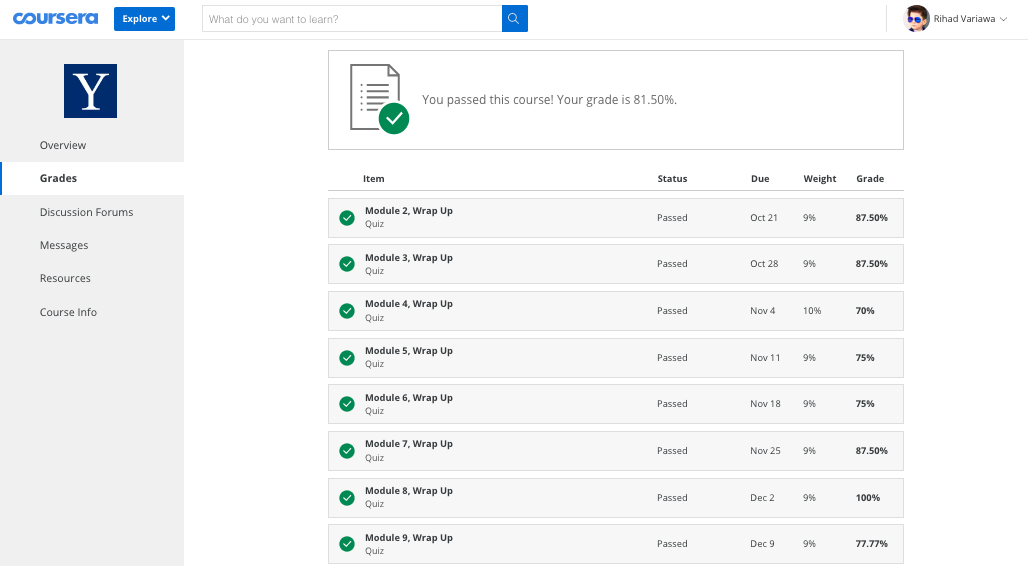 coursera
Explore
What do you want to learn?
Rihad Variawa
Y
Overview
Grades
Discussion Forums
Messages
Resources
Course Info
You passed this course! Your grade is 81.50%.
Item Status Due Weight Grade
Module 2, Wrap Up
Quiz
Passed Oct 21 9% 87.50%
Module 3, Wrap Up
Quiz
Passed Oct 28 9% 87.50%
Module 4, Wrap Up
Quiz
Passed Nov 4 10% 70%
Module 5, Wrap Up
Quiz
Passed Nov 11 9% 75%
Module 6, Wrap Up
Quiz
Passed Nov 18 9% 75%
Module 7, Wrap Up
Quiz
Passed Nov 25 9% 87.50%
Module 8, Wrap Up
Quiz
Passed Dec 2 9% 100%
Module 9, Wrap Up
Quiz
Passed Dec 9 9% 77.77%